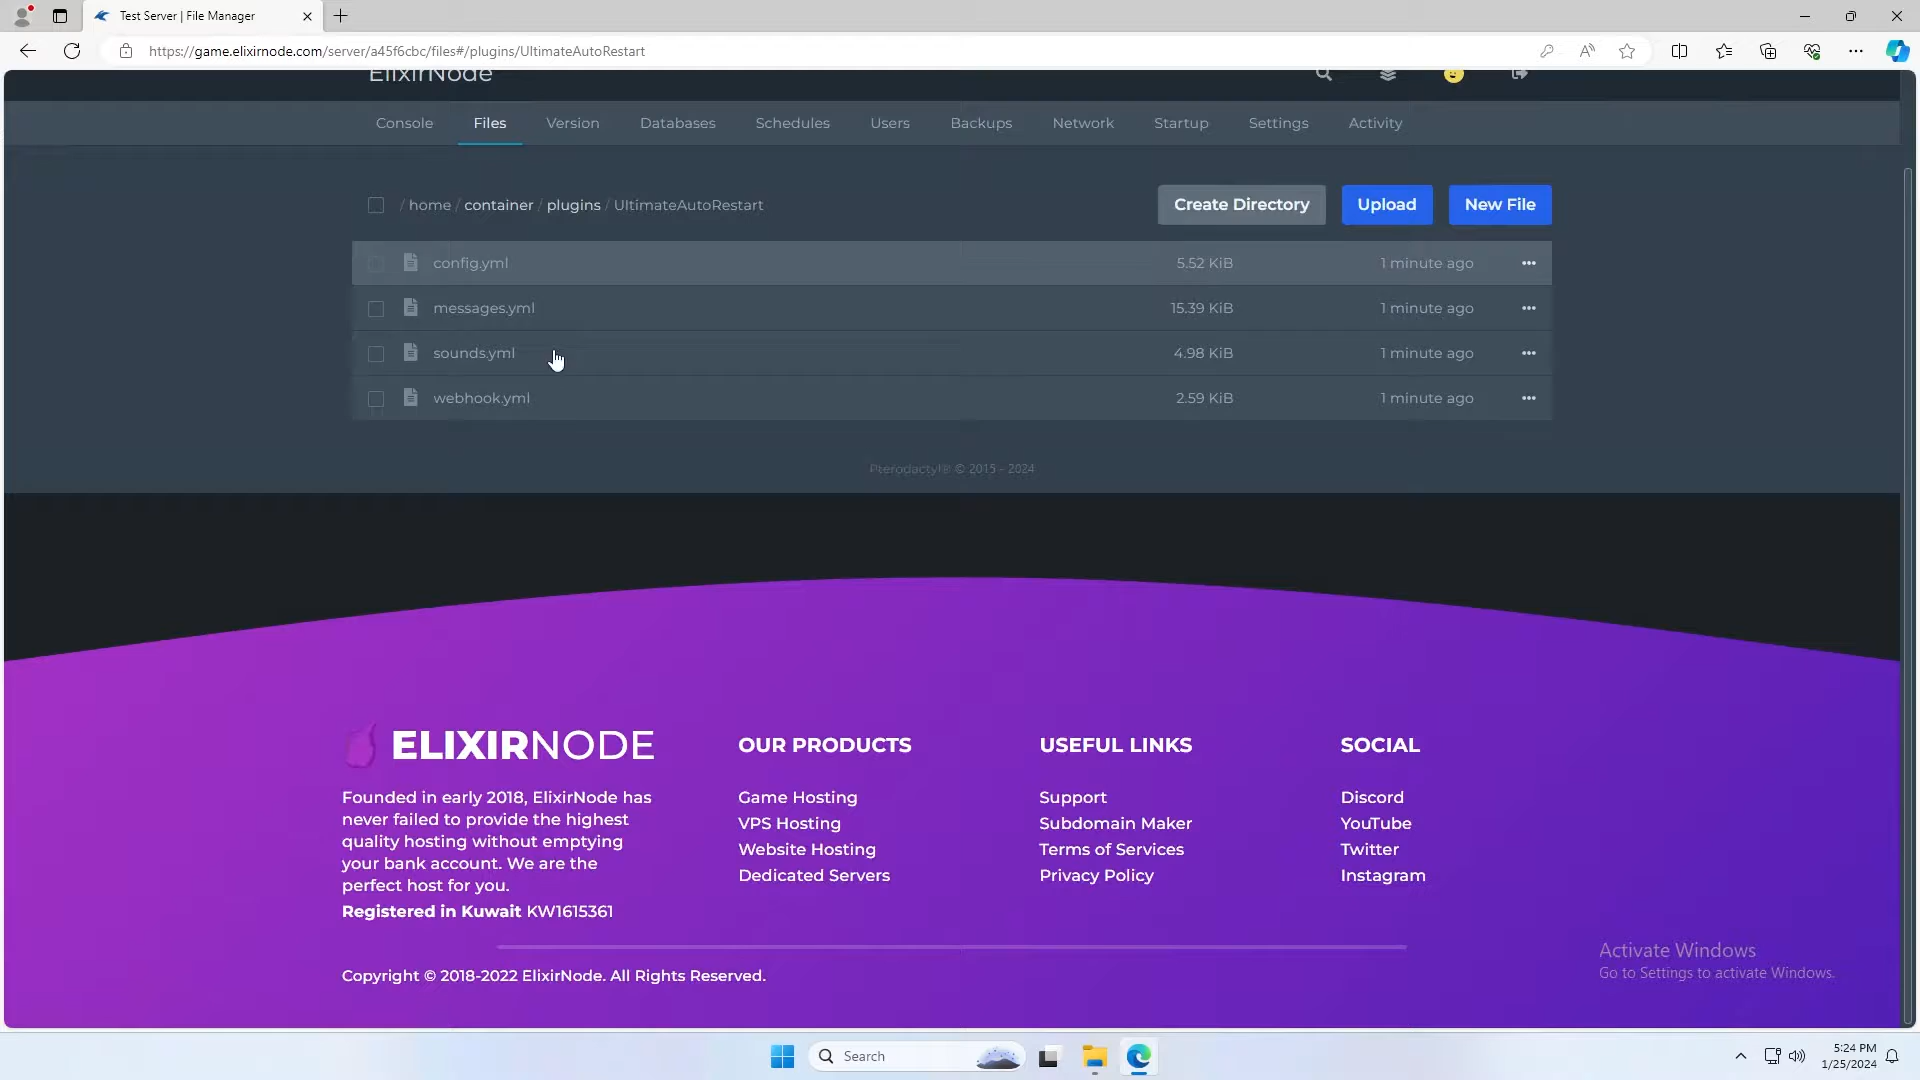 Test Server | File Manager
https://game.elixirnode.com/server/a45f6cbc/files#/plugins/UltimateAutoRestart
ElixirNode
Console Files Version Databases Schedules Users Backups Network Startup Settings Activity
/ home / container / plugins / UltimateAutoRestart
Create Directory Upload New File
config.yml 5.52 KiB 1 minute ago
messages.yml 15.39 KiB 1 minute ago
sounds.yml 4.98 KiB 1 minute ago
webhook.yml 2.59 KiB 1 minute ago
Pterodactyl® © 2015 - 2024
ELIXIRNODE
Founded in early 2018, ElixirNode has
never failed to provide the highest
quality hosting without emptying
your bank account. We are the
perfect host for you.
Registered in Kuwait KW1615361
OUR PRODUCTS
Game Hosting
VPS Hosting
Website Hosting
Dedicated Servers
USEFUL LINKS
Support
Subdomain Maker
Terms of Services
Privacy Policy
SOCIAL
Discord
YouTube
Twitter
Instagram
Copyright © 2018-2022 ElixirNode. All Rights Reserved.
Activate Windows
Go to Settings to activate Windows.
Search
5:24 PM
1/25/2024